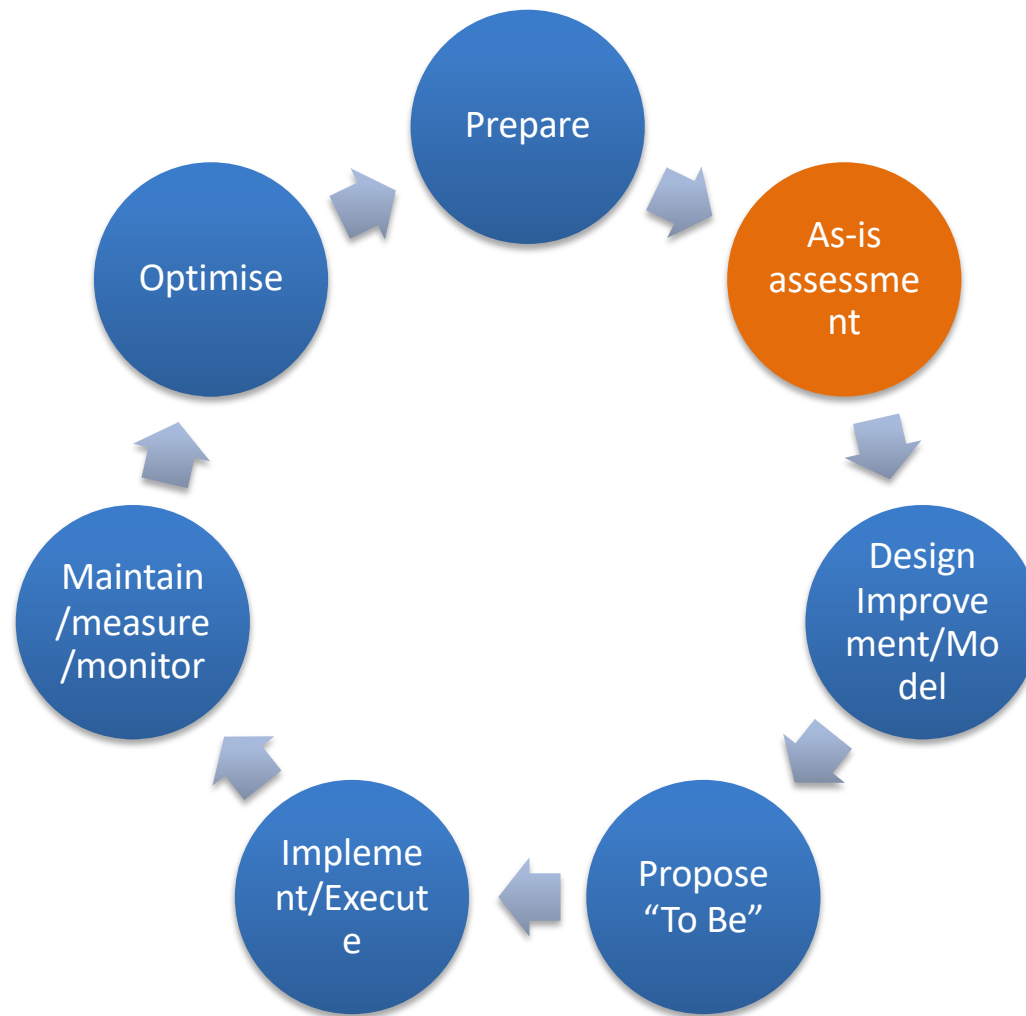 Prepare
As-is
assessme
nt
Design
Improve
ment/Mo
del
Propose
“To Be”
Impleme
nt/Execut
e
Maintain
/measure
/monitor
Optimise